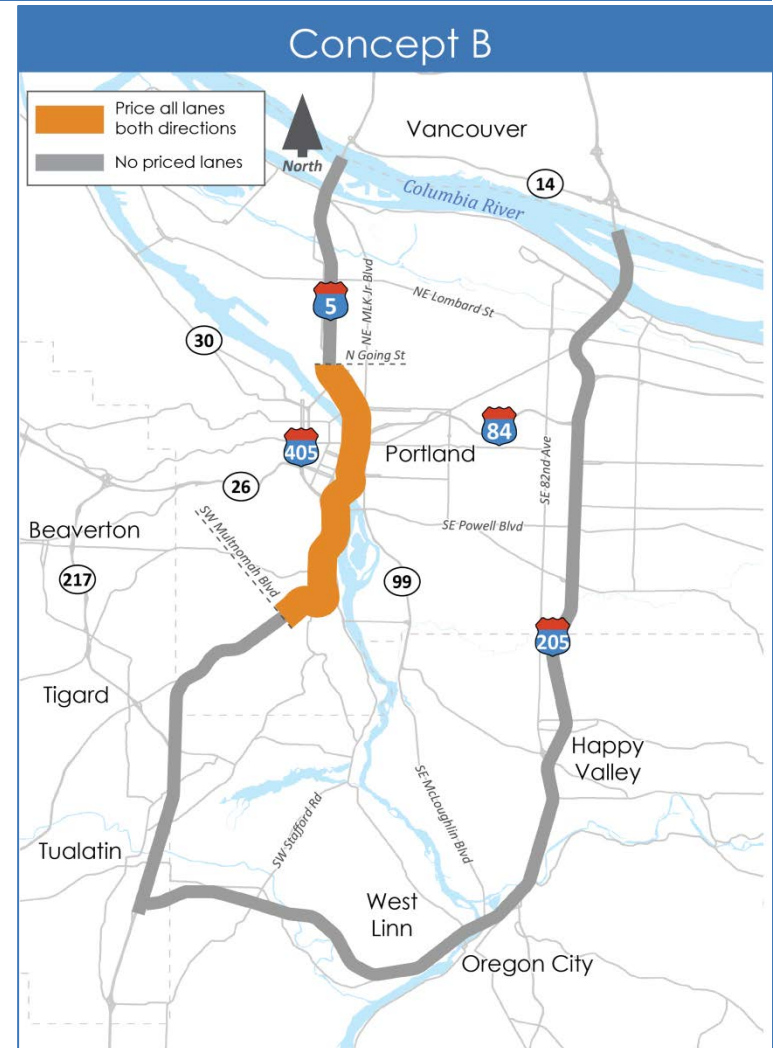 Concept B
Price all lanes
both directions
No priced lanes
North
Vancouver
14
Columbia River
5
NE MLK Jr Blvd
NE Lombard St
30
N Going St
405
84
Portland
26
SE 82nd Ave
SW Multnomah Blvd
SE Powell Blvd
Beaverton
217
99
205
Tigard
Happy
Valley
SE McLoughlin Blvd
SW Stafford Rd
Tualatin
West
Linn
Oregon City